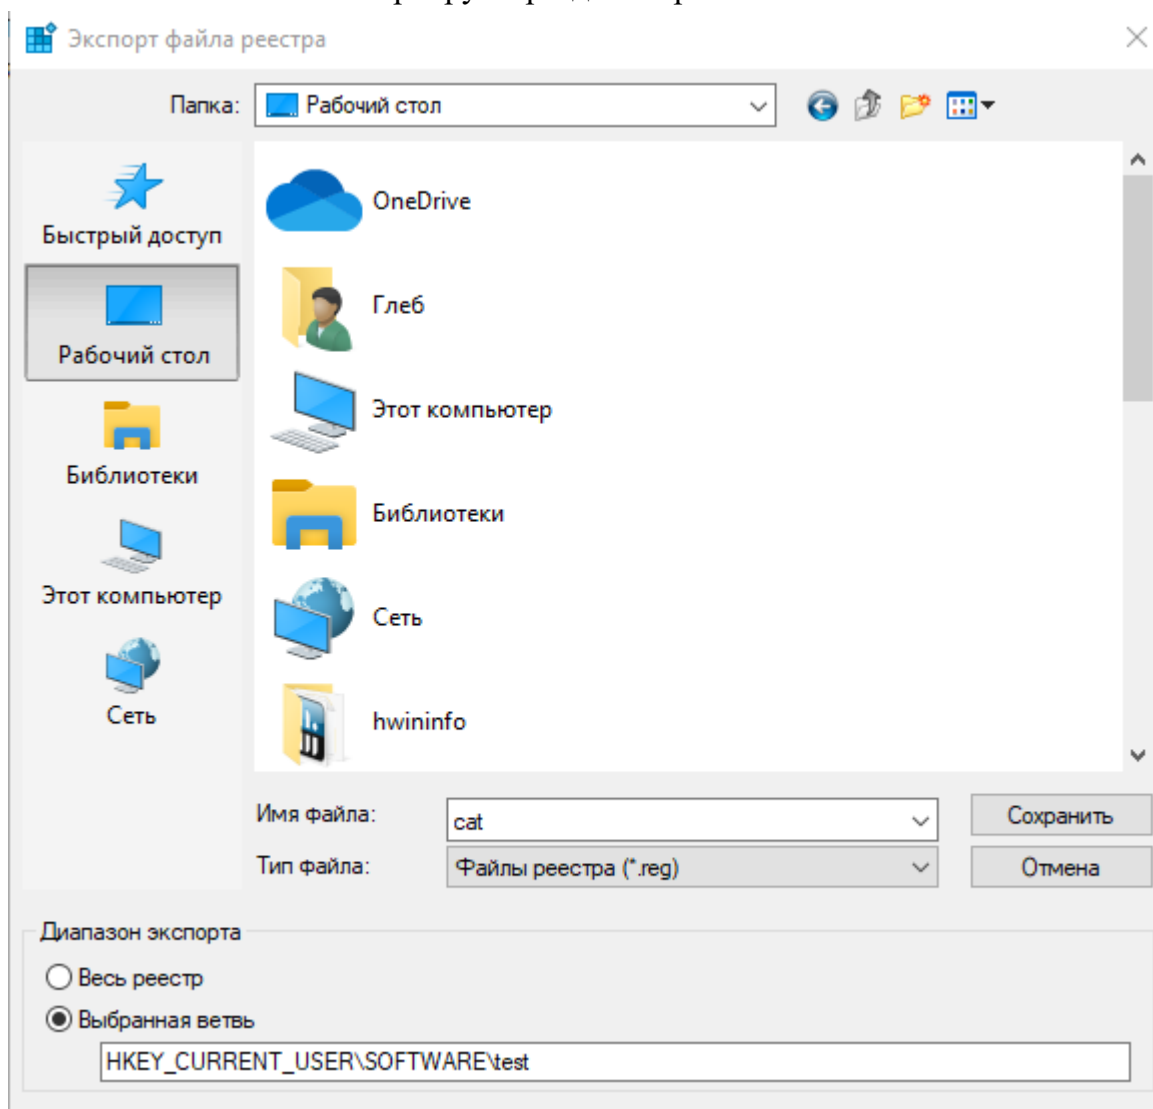 Экспорт файла реестра
Папка: Рабочий стол
Быстрый доступ
Рабочий стол
Библиотеки
Этот компьютер
Сеть
OneDrive
Глеб
Этот компьютер
Библиотеки
Сеть
hwininfo
Имя файла: cat Сохранить
Тип файла: Файлы реестра (*.reg) Отмена
Диапазон экспорта
Весь реестр
Выбранная ветвь
HKEY_CURRENT_USER\SOFTWARE\test